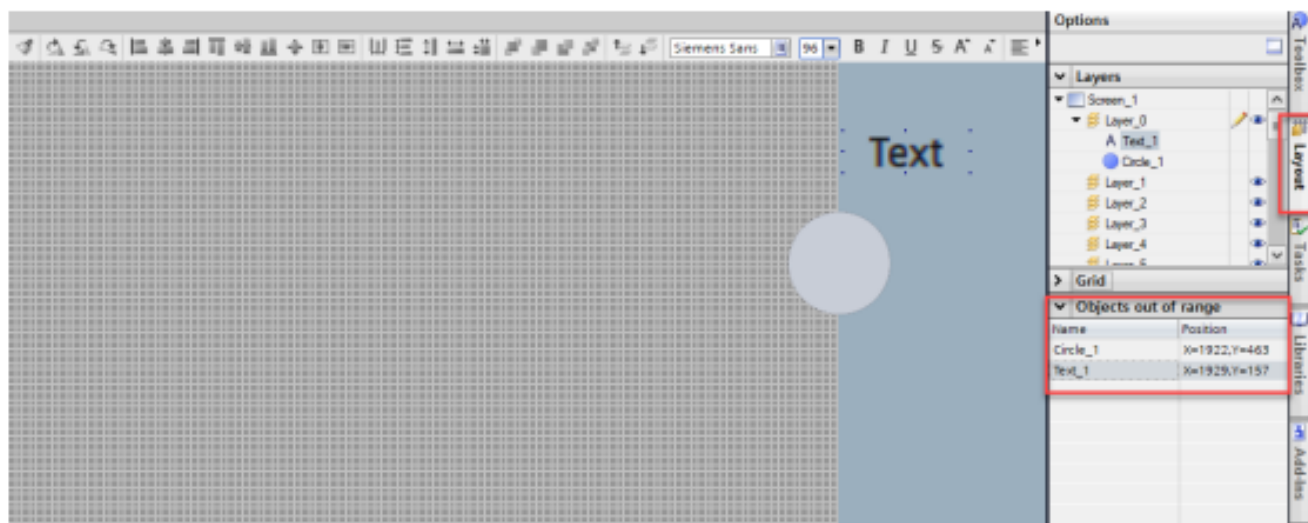 Options
Siemens Sans 96 B I U S A A
Layers
Screen_1
Layer_0
Text_1
Circle_1
Layer_1
Layer_2
Layer_3
Layer_4
Grid
Objects out of range
Name Position
Circle_1 X=1922,Y=463
Text_1 X=1929,Y=157
Text
Toolbox
Layout
Tasks
Libraries
Add-Ins